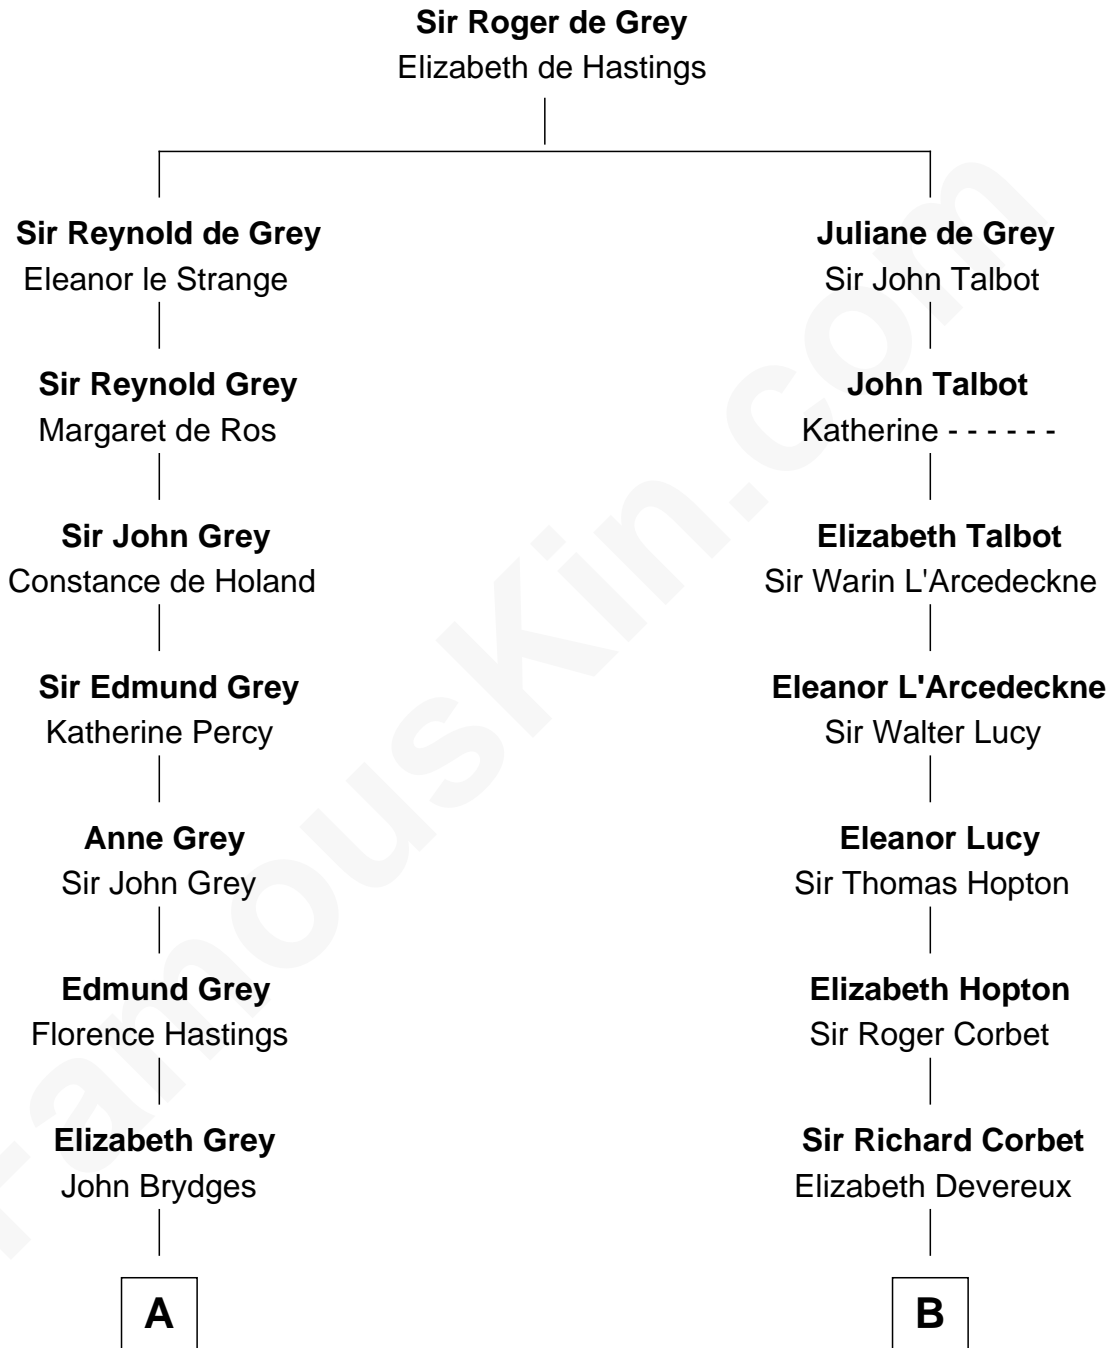 Sir Roger de Grey
Elizabeth de Hastings
Sir Reynold de Grey
Eleanor le Strange
Juliane de Grey
Sir John Talbot
Sir Reynold Grey
Margaret de Ros
John Talbot
Katherine - - - - - -
Sir John Grey
Constance de Holand
Elizabeth Talbot
Sir Warin L'Arcedeckne
Sir Edmund Grey
Katherine Percy
Eleanor L'Arcedeckne
Sir Walter Lucy
Anne Grey
Sir John Grey
Eleanor Lucy
Sir Thomas Hopton
Edmund Grey
Florence Hastings
Elizabeth Hopton
Sir Roger Corbet
Elizabeth Grey
John Brydges
Sir Richard Corbet
Elizabeth Devereux
A
B
FamousKin.com